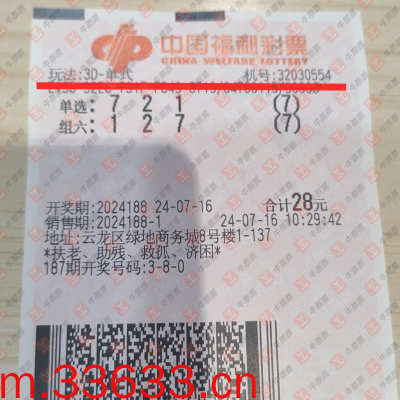 中国福利彩票
CHINA WELFARE LOTTERY
玩法:3D-单式 机号:32030554
单选: 7 2 1 (7)
组六: 1 2 7 (7)
开奖期:2024188 24-07-16 合计28元
销售期:2024188-1 24-07-16 10:29:42
地址:云龙区绿地商务城8号楼1-137
*扶老、助残、救孤、济困*
187期开奖号码:3-8-0
m.33633.cn